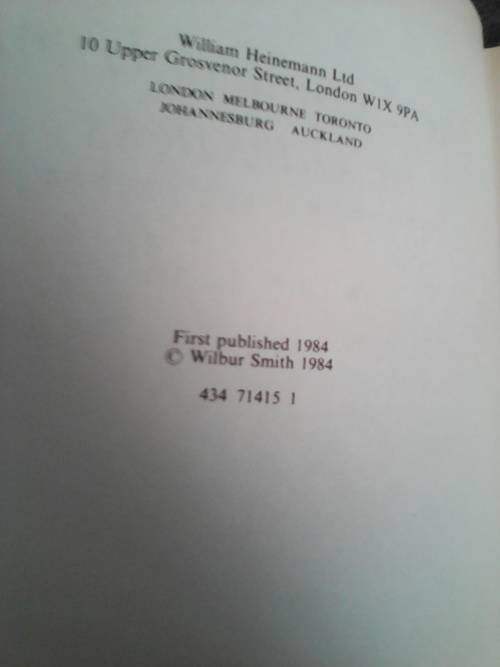 William Heinemann Ltd
10 Upper Grosvenor Street, London W1X 9PA
LONDON MELBOURNE TORONTO
JOHANNESBURG AUCKLAND
First published 1984
© Wilbur Smith 1984
434 71415 1